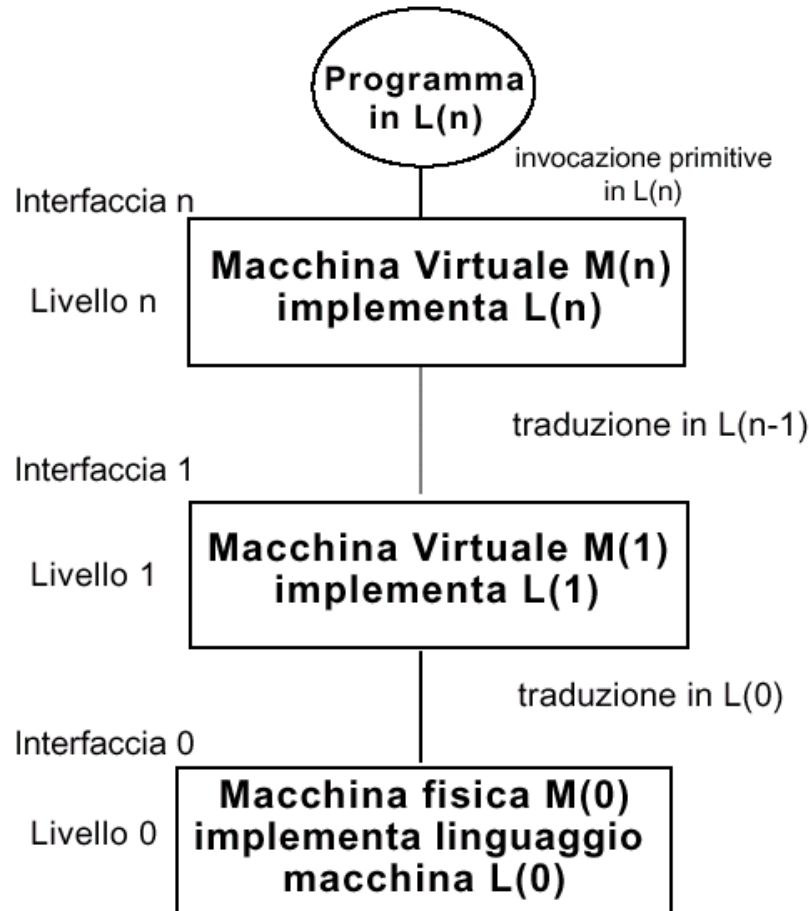 Programma
in L(n)
invocazione primitive
in L(n)
Interfaccia n
Macchina Virtuale M(n)
implementa L(n)
Livello n
traduzione in L(n-1)
Interfaccia 1
Macchina Virtuale M(1)
implementa L(1)
Livello 1
traduzione in L(0)
Interfaccia 0
Macchina fisica M(0)
implementa linguaggio
macchina L(0)
Livello 0